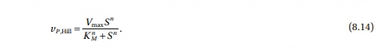 v_{P,Hill} = \frac{V_{max} S^n}{K_M^n + S^n}. (8.14)